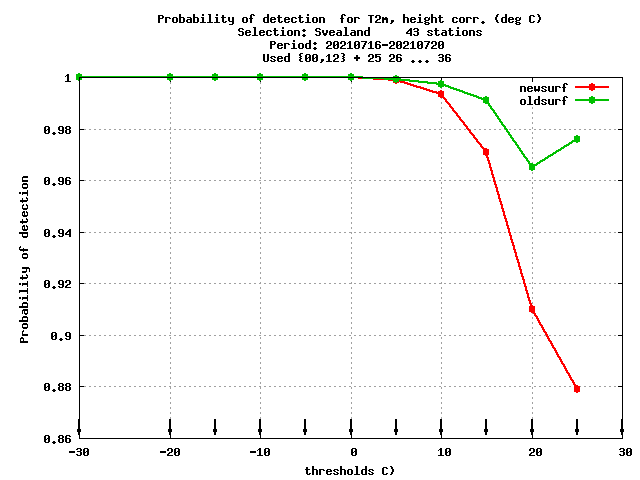 Probability of detection  for T2m, height corr. (deg C)
Selection: Svealand     43 stations
Period: 20210716-20210720
Used {00,12} + 25 26 ... 36
newsurf
oldsurf
Probability of detection
1
0.98
0.96
0.94
0.92
0.9
0.88
0.86
-30 -20 -10 0 10 20 30
thresholds C)